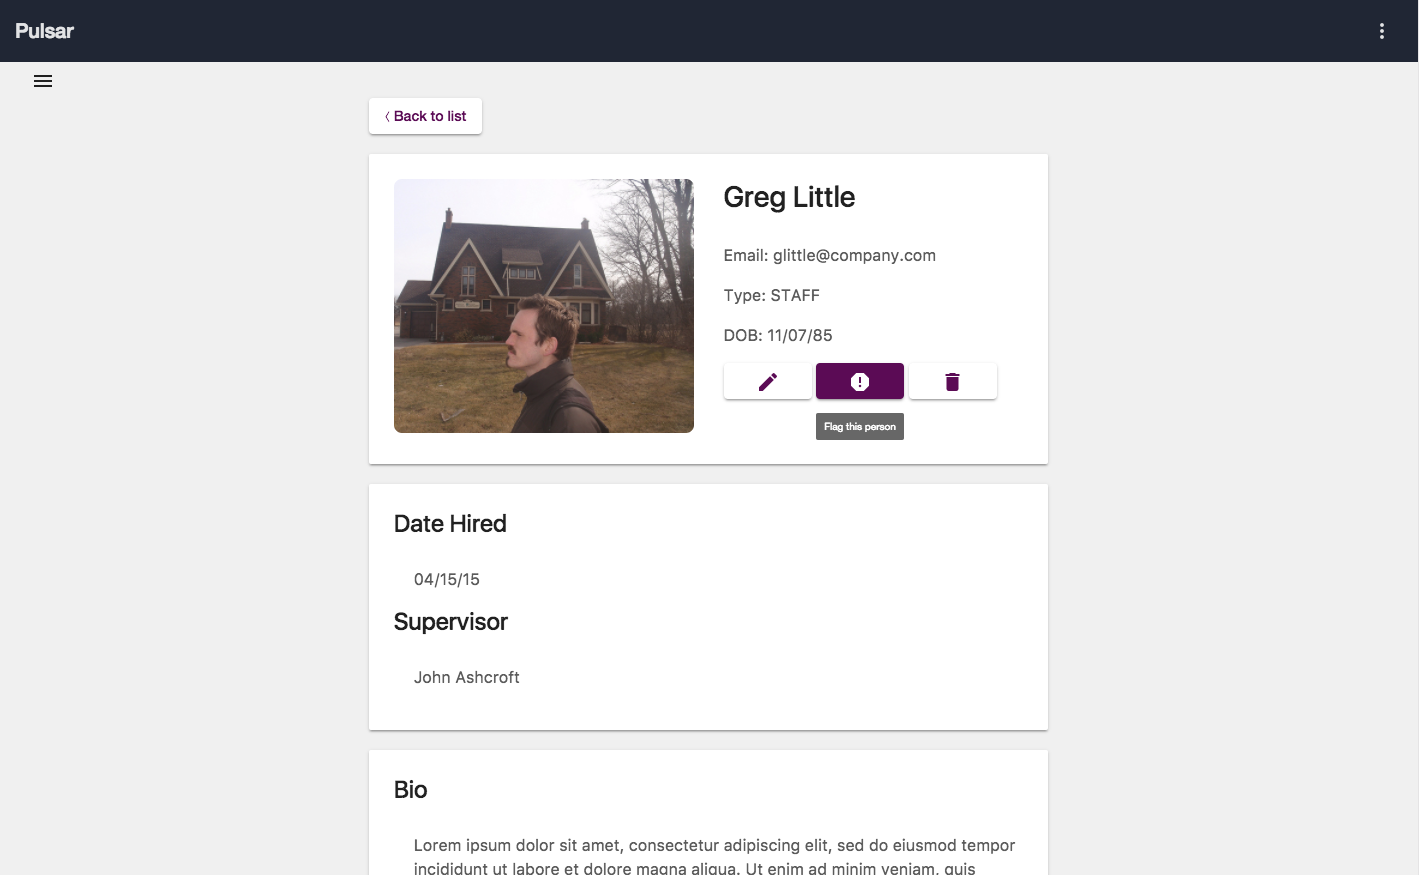 Pulsar
Back to list
Greg Little
Email: glittle@company.com
Type: STAFF
DOB: 11/07/85
Flag this person
Date Hired
04/15/15
Supervisor
John Ashcroft
Bio
Lorem ipsum dolor sit amet, consectetur adipiscing elit, sed do eiusmod tempor
incididunt ut labore et dolore magna aliqua. Ut enim ad minim veniam, quis